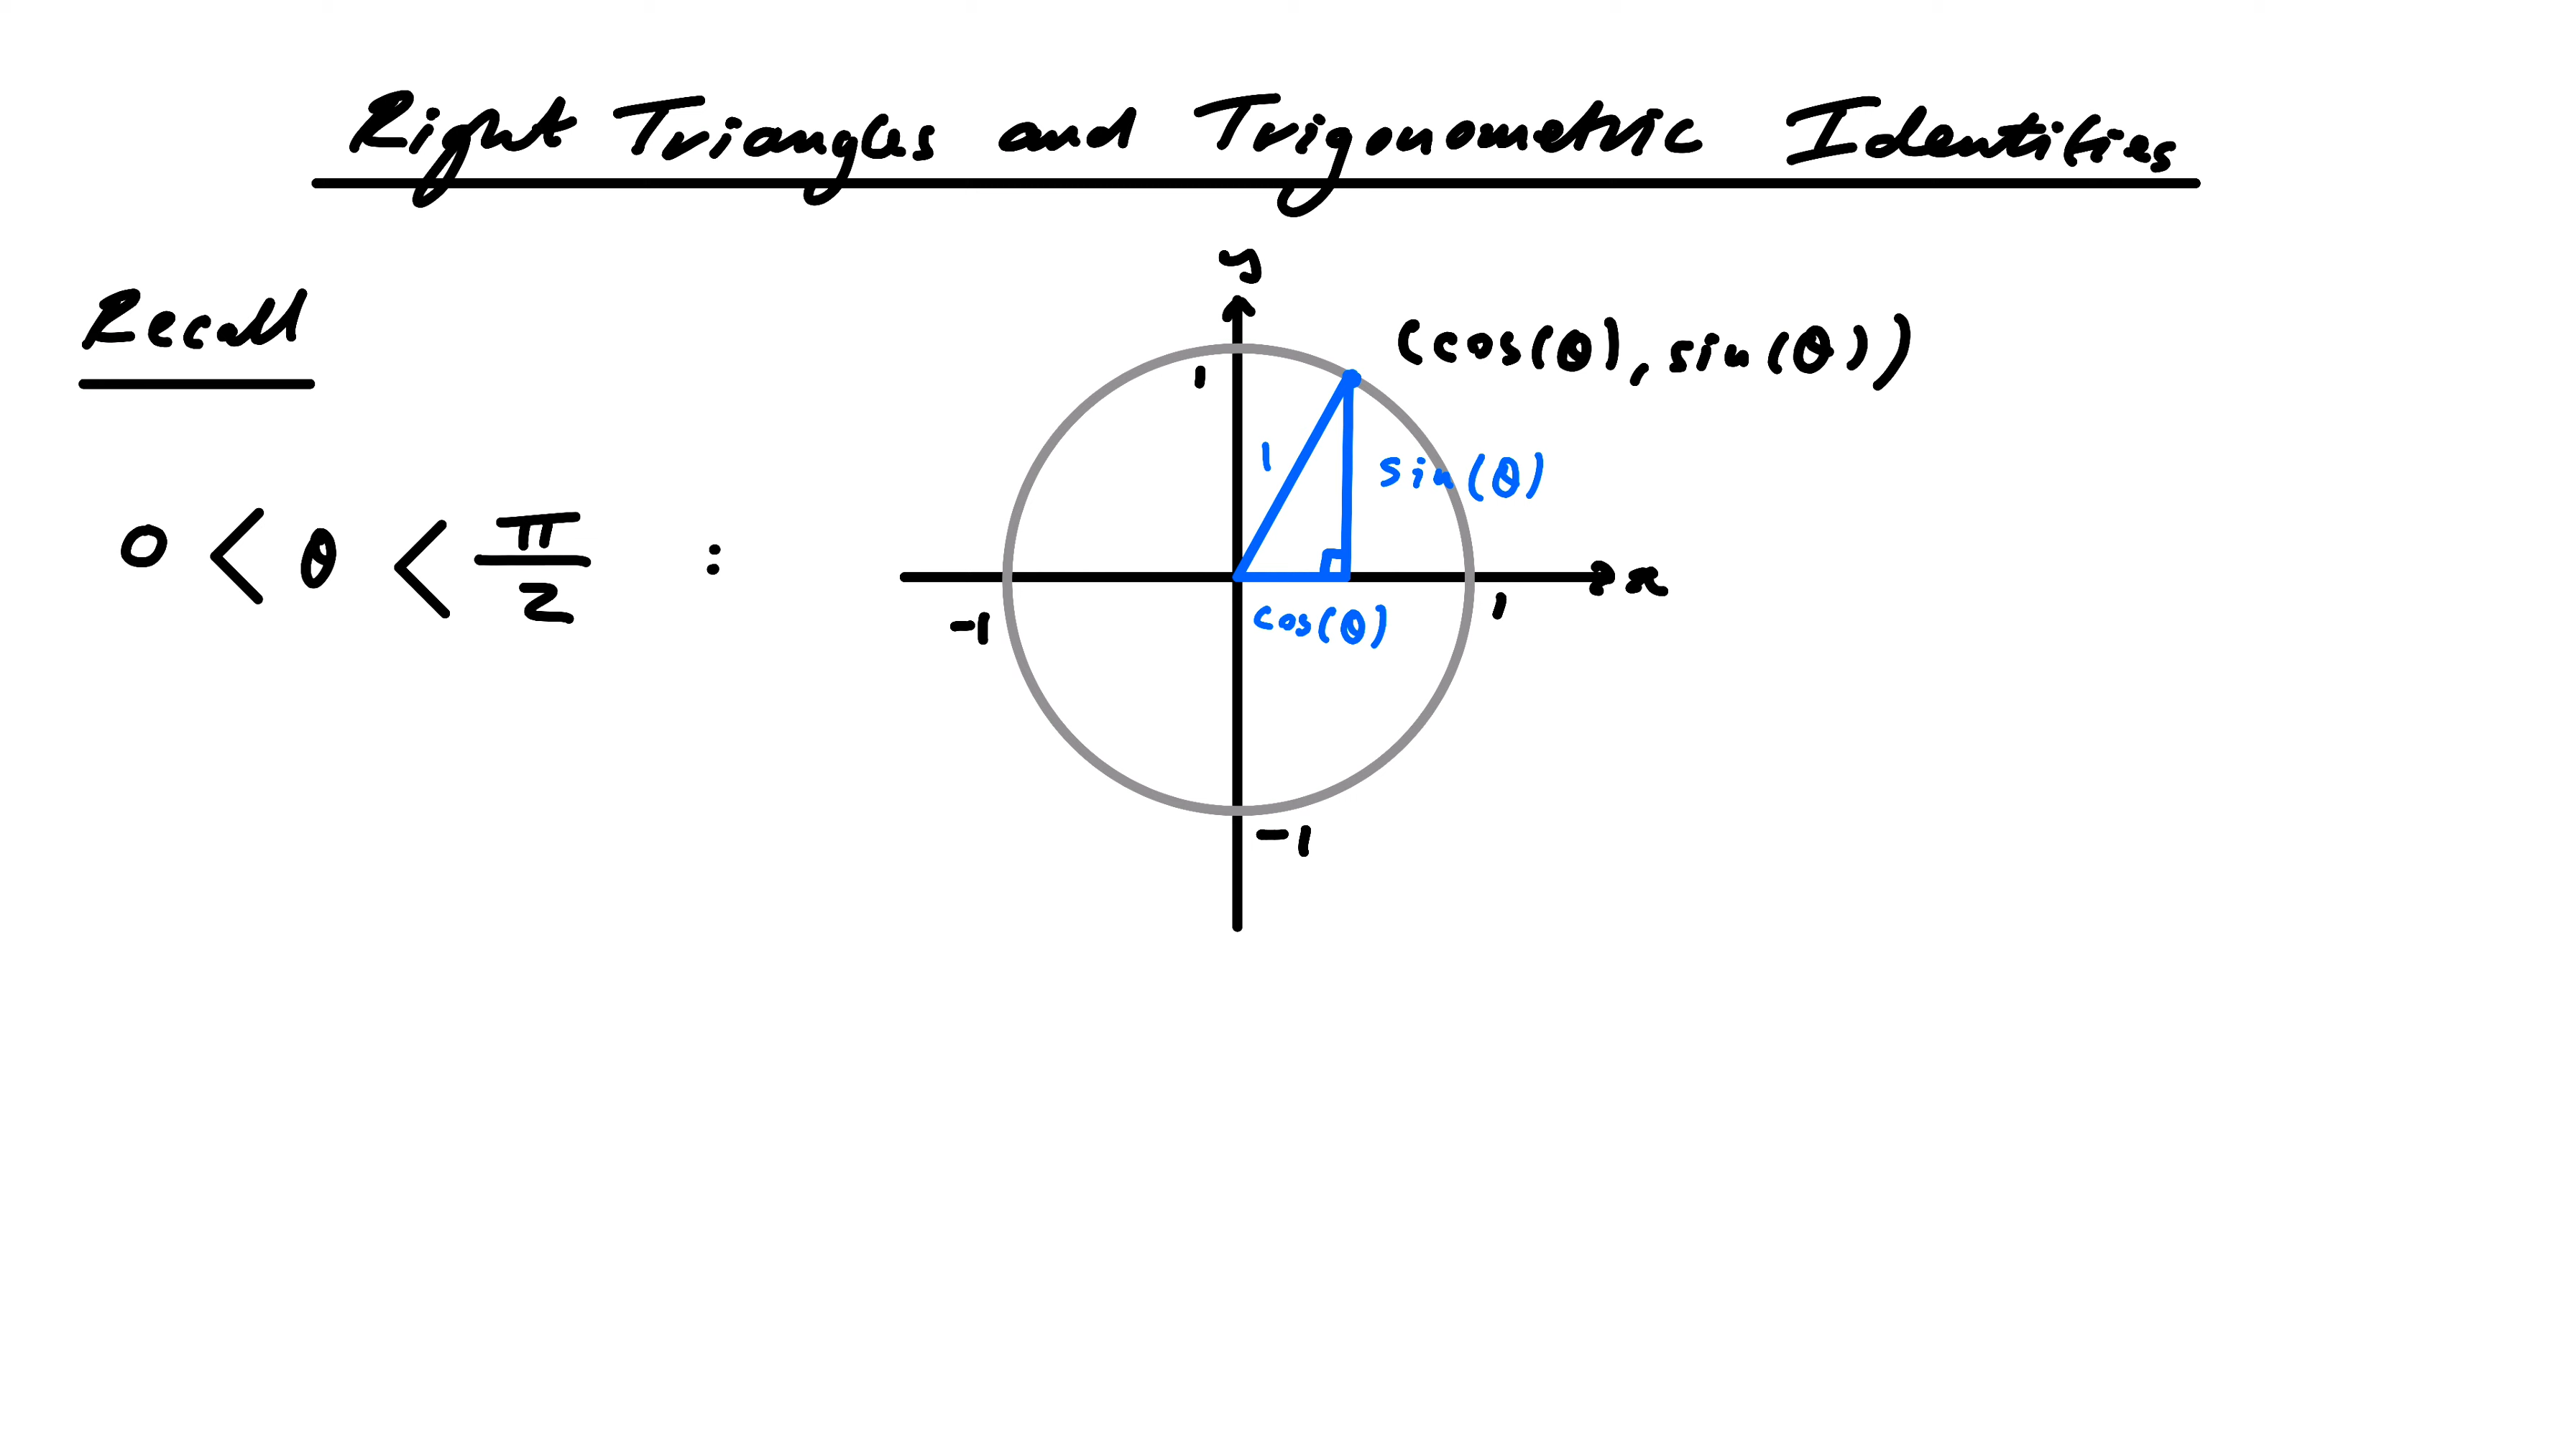 Right Triangles and Trigonometric Identities
Recall
y
(cos(θ), sin(θ))
1
1
sin(θ)
0 < θ < π/2 :
x
-1
cos(θ)
1
-1